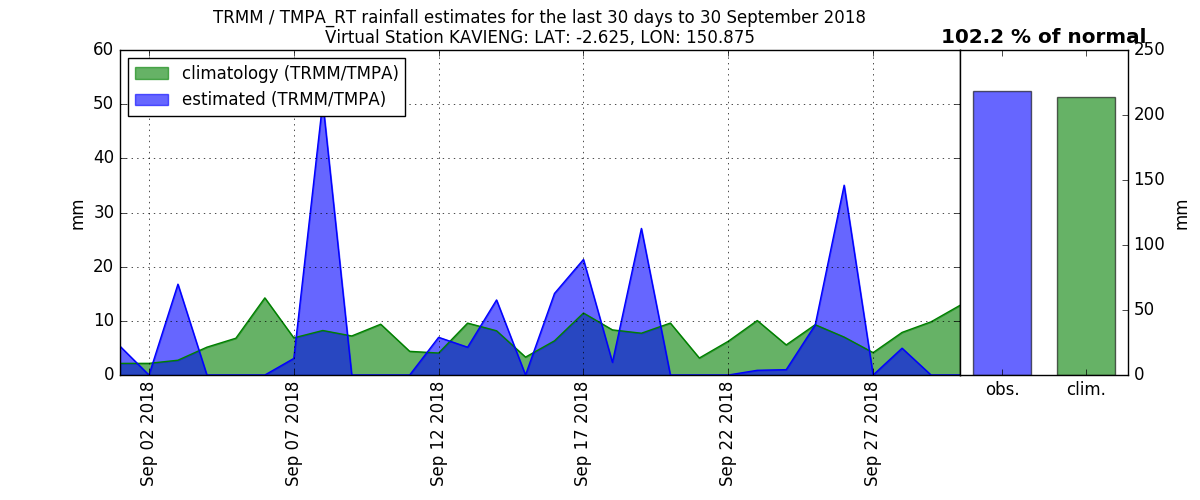 TRMM / TMPA_RT rainfall estimates for the last 30 days to 30 September 2018
Virtual Station KAVIENG: LAT: -2.625, LON: 150.875
102.2 % of normal
climatology (TRMM/TMPA)
estimated (TRMM/TMPA)
mm
60
50
40
30
20
10
0
Sep 02 2018
Sep 07 2018
Sep 12 2018
Sep 17 2018
Sep 22 2018
Sep 27 2018
obs.
clim.
250
200
150
100
50
0
mm